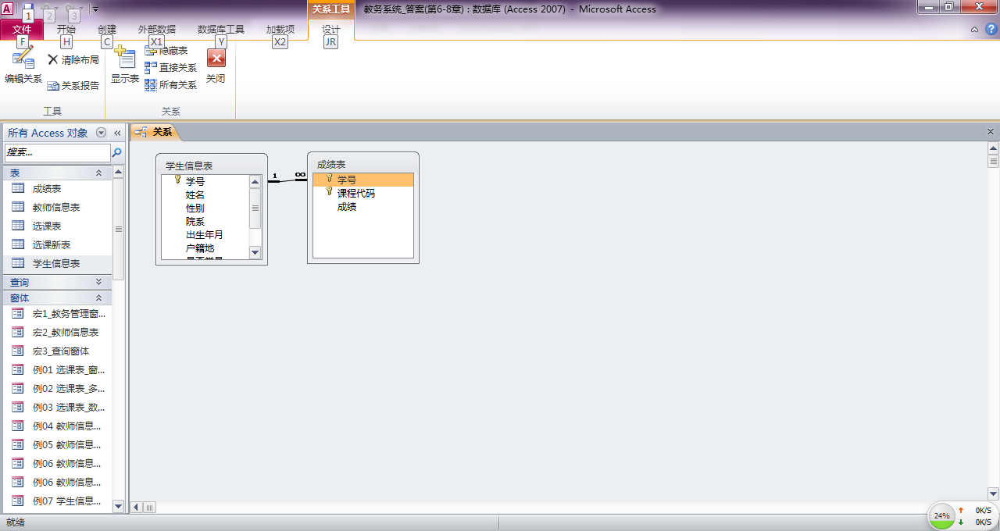 关系工具
教务系统_答案(第6-8章) : 数据库 (Access 2007) - Microsoft Access
1 2 3
文件 开始 创建 外部数据 数据库工具 加载项 设计
F H C X1 Y X2 JR
编辑关系
清除布局
关系报告
工具
显示表
隐藏表
直接关系
所有关系
关闭
关系
所有 Access 对象
搜索...
表
成绩表
教师信息表
选课表
选课新表
学生信息表
查询
窗体
宏1_教务管理窗...
宏2_教师信息表
宏3_查询窗体
例01 选课表_窗...
例02 选课表_多...
例03 选课表_数...
例04 教师信息...
例05 教师信息...
例06 教师信息...
例06 教师信息...
例07 学生信息...
关系
学生信息表
学号
姓名
性别
院系
出生年月
户籍地
1 ∞
成绩表
学号
课程代码
成绩
就绪
24%
0K/S
0K/S